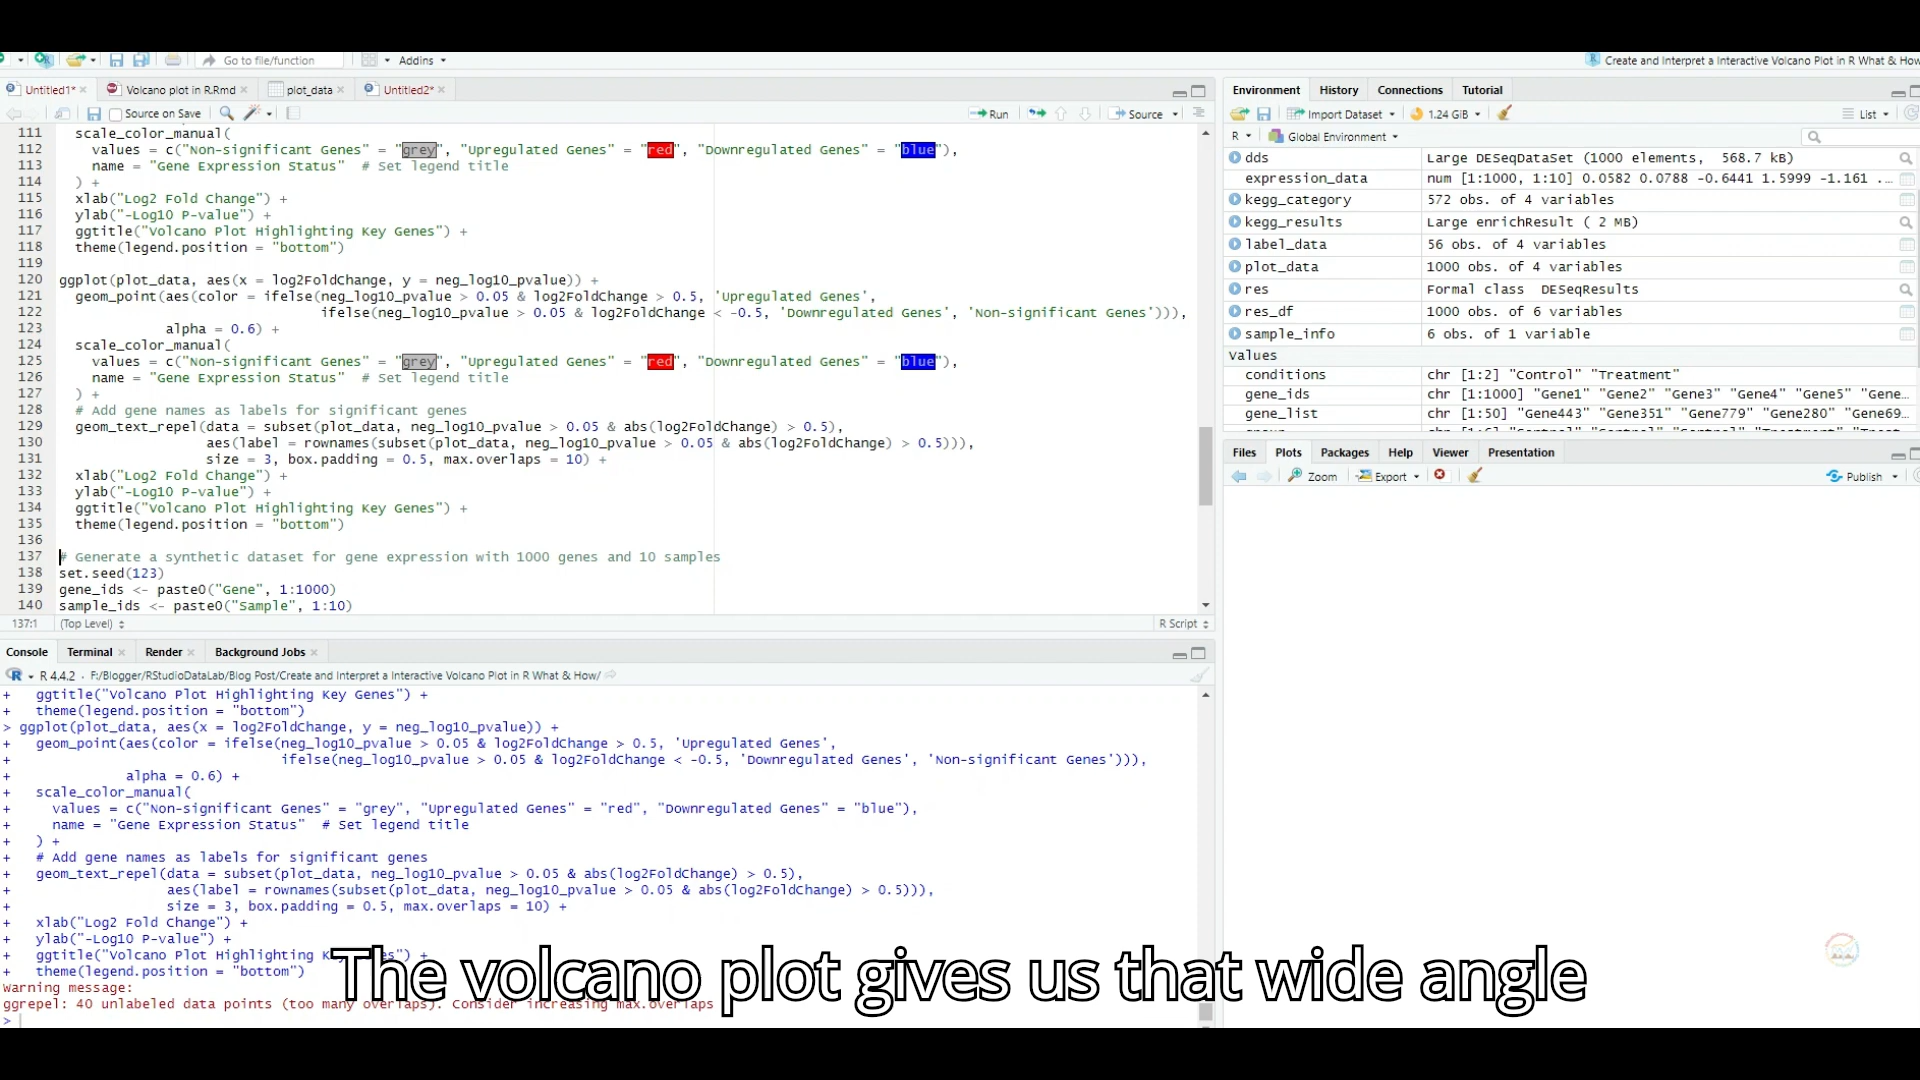 Go to file/function
Addins
Create and Interpret a Interactive Volcano Plot in R What & How
Untitled1*
Volcano plot in R.Rmd
plot_data
Untitled2*
Source on Save
Run
Source
111 scale_color_manual(
112 values = c("Non-significant Genes" = "grey", "Upregulated Genes" = "red", "Downregulated Genes" = "blue"),
113 name = "Gene Expression Status"  # Set legend title
114 ) +
115 xlab("Log2 Fold Change") +
116 ylab("-Log10 P-value") +
117 ggtitle("Volcano Plot Highlighting Key Genes") +
118 theme(legend.position = "bottom")
119
120 ggplot(plot_data, aes(x = log2FoldChange, y = neg_log10_pvalue)) +
121 geom_point(aes(color = ifelse(neg_log10_pvalue > 0.05 & log2FoldChange > 0.5, 'Upregulated Genes',
122 ifelse(neg_log10_pvalue > 0.05 & log2FoldChange < -0.5, 'Downregulated Genes', 'Non-significant Genes'))),
123 alpha = 0.6) +
124 scale_color_manual(
125 values = c("Non-significant Genes" = "grey", "Upregulated Genes" = "red", "Downregulated Genes" = "blue"),
126 name = "Gene Expression Status"  # Set legend title
127 ) +
128 # Add gene names as labels for significant genes
129 geom_text_repel(data = subset(plot_data, neg_log10_pvalue > 0.05 & abs(log2FoldChange) > 0.5),
130 aes(label = rownames(subset(plot_data, neg_log10_pvalue > 0.05 & abs(log2FoldChange) > 0.5))),
131 size = 3, box.padding = 0.5, max.overlaps = 10) +
132 xlab("Log2 Fold Change") +
133 ylab("-Log10 P-value") +
134 ggtitle("Volcano Plot Highlighting Key Genes") +
135 theme(legend.position = "bottom")
136
137 # Generate a synthetic dataset for gene expression with 1000 genes and 10 samples
138 set.seed(123)
139 gene_ids <- paste0("Gene", 1:1000)
140 sample_ids <- paste0("Sample", 1:10)
137:1 (Top Level) R Script
Console
Terminal
Render
Background Jobs
R 4.4.2 · F:/Blogger/RStudioDataLab/Blog Post/Create and Interpret a Interactive Volcano Plot in R What & How/
+ ggtitle("Volcano Plot Highlighting Key Genes") +
+ theme(legend.position = "bottom")
> ggplot(plot_data, aes(x = log2FoldChange, y = neg_log10_pvalue)) +
+ geom_point(aes(color = ifelse(neg_log10_pvalue > 0.05 & log2FoldChange > 0.5, 'Upregulated Genes',
+ ifelse(neg_log10_pvalue > 0.05 & log2FoldChange < -0.5, 'Downregulated Genes', 'Non-significant Genes'))),
+ alpha = 0.6) +
+ scale_color_manual(
+ values = c("Non-significant Genes" = "grey", "Upregulated Genes" = "red", "Downregulated Genes" = "blue"),
+ name = "Gene Expression Status"  # Set legend title
+ ) +
+ # Add gene names as labels for significant genes
+ geom_text_repel(data = subset(plot_data, neg_log10_pvalue > 0.05 & abs(log2FoldChange) > 0.5),
+ aes(label = rownames(subset(plot_data, neg_log10_pvalue > 0.05 & abs(log2FoldChange) > 0.5))),
+ size = 3, box.padding = 0.5, max.overlaps = 10) +
+ xlab("Log2 Fold Change") +
+ ylab("-Log10 P-value") +
+ ggtitle("Volcano Plot Highlighting Key Genes") +
+ theme(legend.position = "bottom")
Warning message:
ggrepel: 40 unlabeled data points (too many overlaps). Consider increasing max.overlaps
>
Environment
History
Connections
Tutorial
Import Dataset
1.24 GiB
List
R
Global Environment
dds Large DESeqDataSet (1000 elements,  568.7 kB)
expression_data num [1:1000, 1:10] 0.0582 0.0788 -0.6441 1.5999 -1.161 ...
kegg_category 572 obs. of 4 variables
kegg_results Large enrichResult ( 2 MB)
label_data 56 obs. of 4 variables
plot_data 1000 obs. of 4 variables
res Formal class  DESeqResults
res_df 1000 obs. of 6 variables
sample_info 6 obs. of 1 variable
Values
conditions chr [1:2] "Control" "Treatment"
gene_ids chr [1:1000] "Gene1" "Gene2" "Gene3" "Gene4" "Gene5" "Gene…
gene_list chr [1:50] "Gene443" "Gene351" "Gene779" "Gene280" "Gene69…
Files
Plots
Packages
Help
Viewer
Presentation
Zoom
Export
Publish
The volcano plot gives us that wide angle